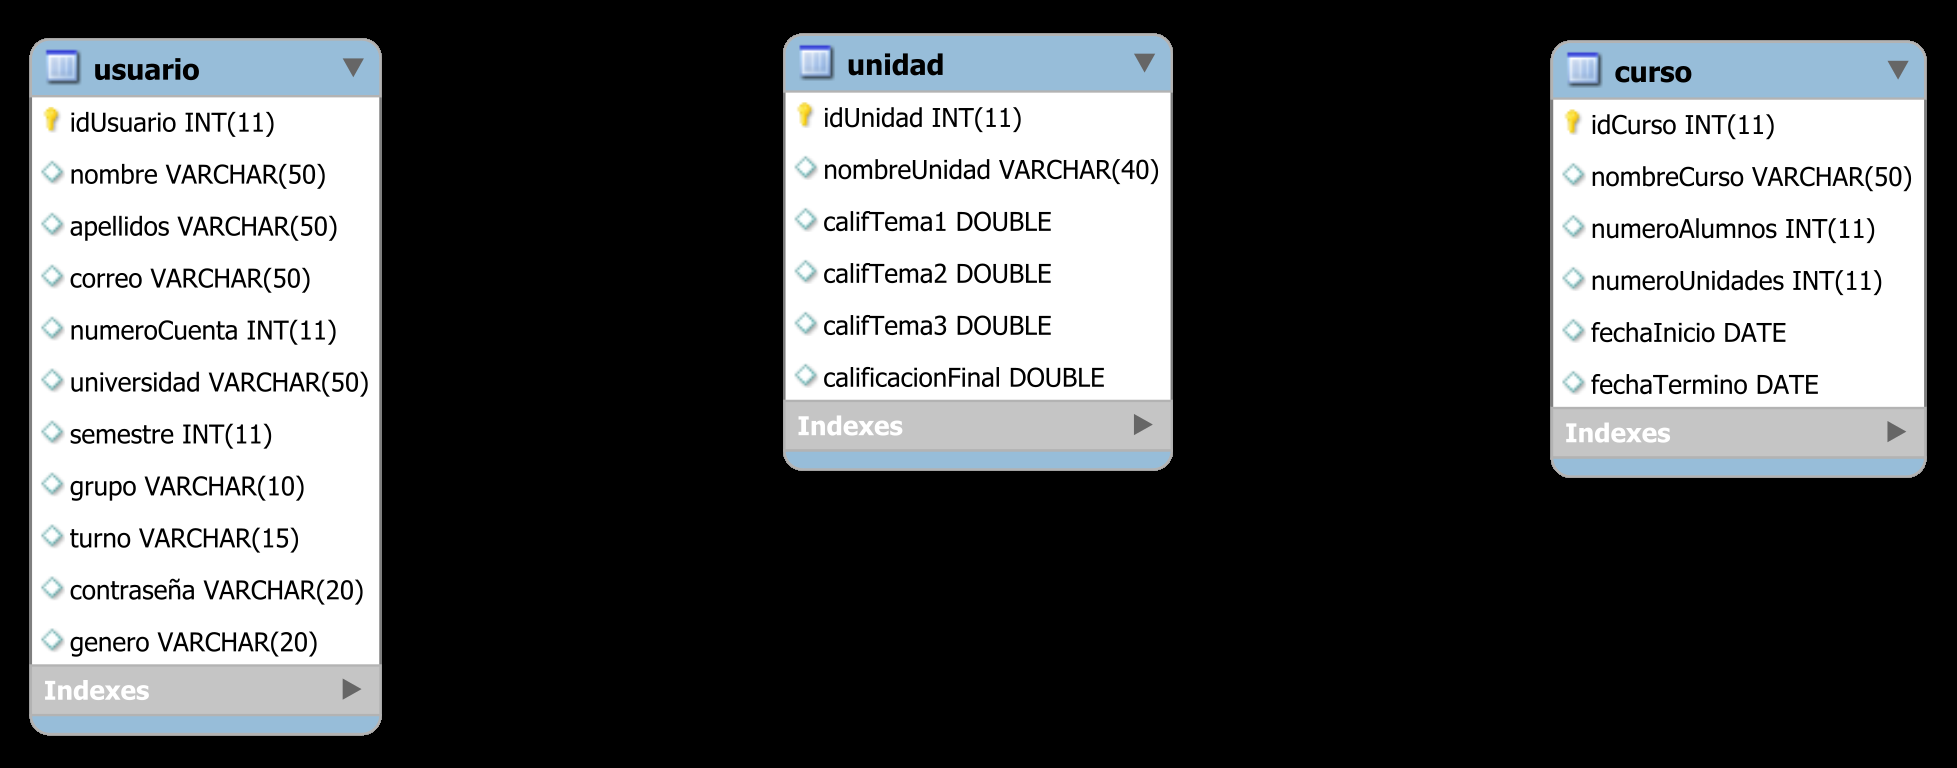 usuario
idUsuario INT(11)
nombre VARCHAR(50)
apellidos VARCHAR(50)
correo VARCHAR(50)
numeroCuenta INT(11)
universidad VARCHAR(50)
semestre INT(11)
grupo VARCHAR(10)
turno VARCHAR(15)
contraseña VARCHAR(20)
genero VARCHAR(20)
Indexes
unidad
idUnidad INT(11)
nombreUnidad VARCHAR(40)
califTema1 DOUBLE
califTema2 DOUBLE
califTema3 DOUBLE
calificacionFinal DOUBLE
Indexes
curso
idCurso INT(11)
nombreCurso VARCHAR(50)
numeroAlumnos INT(11)
numeroUnidades INT(11)
fechaInicio DATE
fechaTermino DATE
Indexes